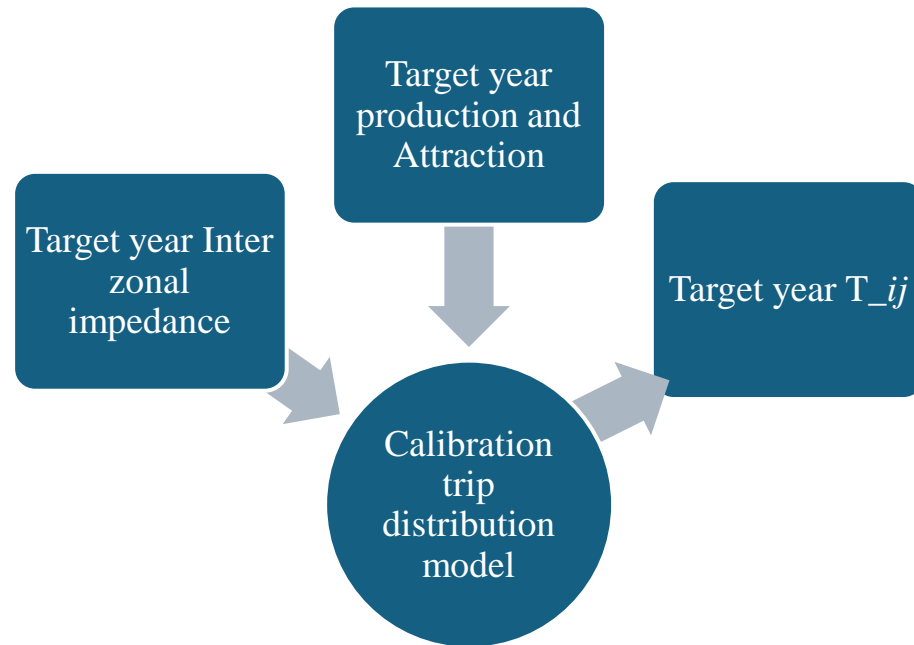 Target year
production and
Attraction
Target year Inter
zonal
impedance
Target year T_ij
Calibration
trip
distribution
model